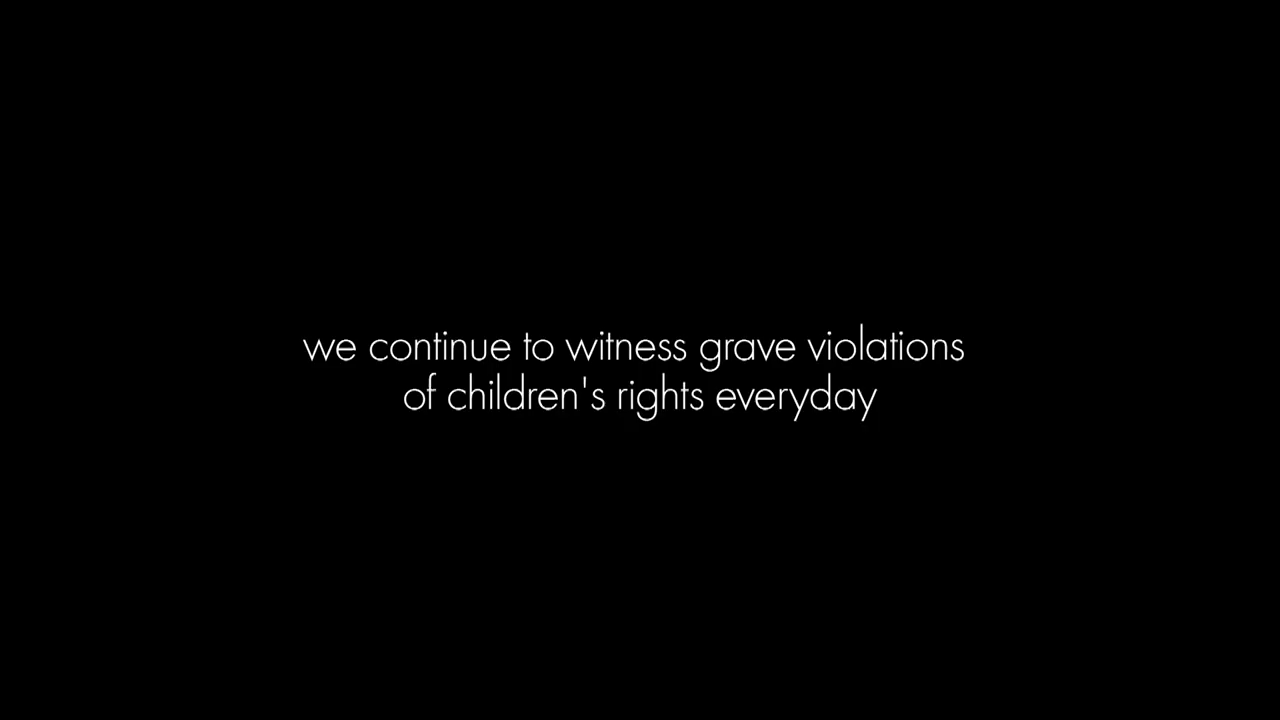 we continue to witness grave violations
of children's rights everyday